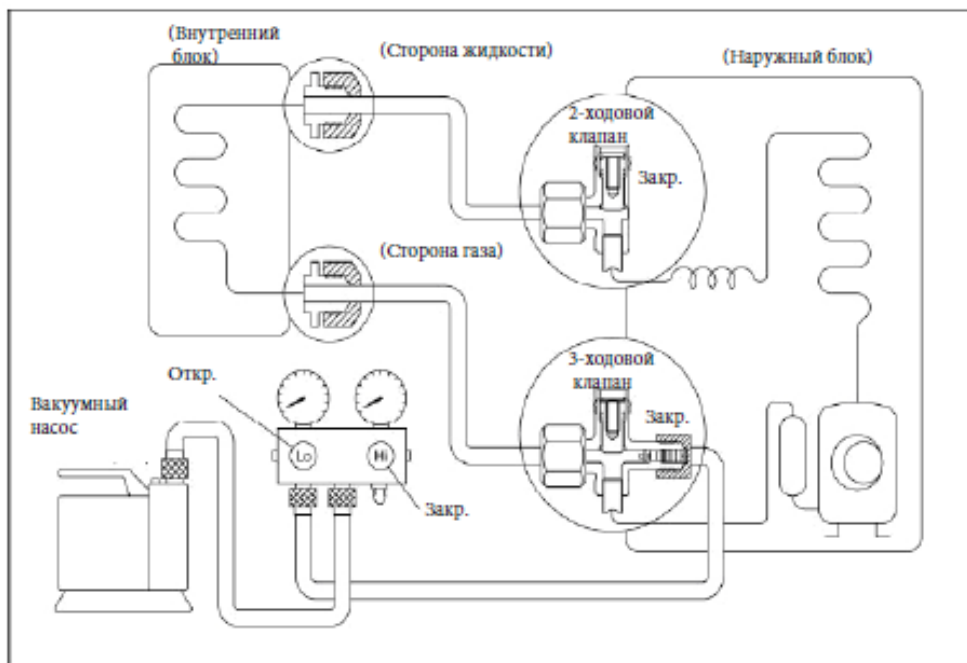 (Внутренний
блок)
(Сторона жидкости)
(Наружный блок)
2-ходовой
клапан
Закр.
(Сторона газа)
3-ходовой
клапан
Закр.
Откр.
Вакуумный
насос
Lo
Hi
Закр.